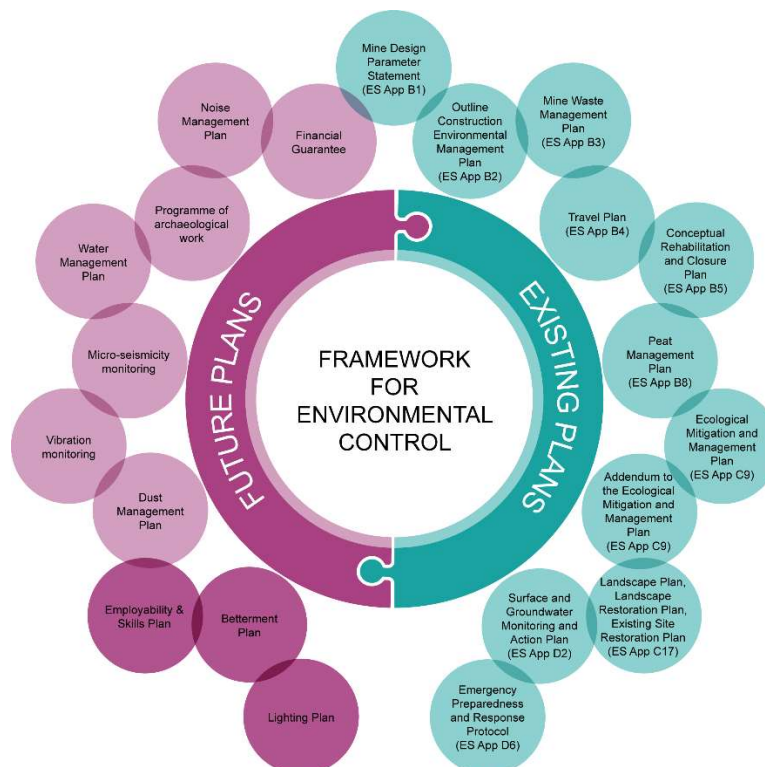 Mine Design
Parameter
Statement
(ES App B1)
Outline
Construction
Environmental
Management
Plan
(ES App B2)
Mine Waste
Management
Plan
(ES App B3)
Travel Plan
(ES App B4)
Conceptual
Rehabilitation
and Closure
Plan
(ES App B5)
Peat
Management
Plan
(ES App B8)
Ecological
Mitigation and
Management
Plan
(ES App C9)
Addendum to
the Ecological
Mitigation and
Management
Plan
(ES App C9)
Landscape Plan,
Landscape
Restoration Plan,
Existing Site
Restoration Plan
(ES App C17)
Surface and
Groundwater
Monitoring and
Action Plan
(ES App D2)
Emergency
Preparedness
and Response
Protocol
(ES App D6)
Financial
Guarantee
Noise
Management
Plan
Programme of
archaeological
work
Water
Management
Plan
Micro-seismicity
monitoring
Vibration
monitoring
Dust
Management
Plan
Employability &
Skills Plan
Betterment
Plan
Lighting Plan
FUTURE PLANS
EXISTING PLANS
FRAMEWORK
FOR
ENVIRONMENTAL
CONTROL